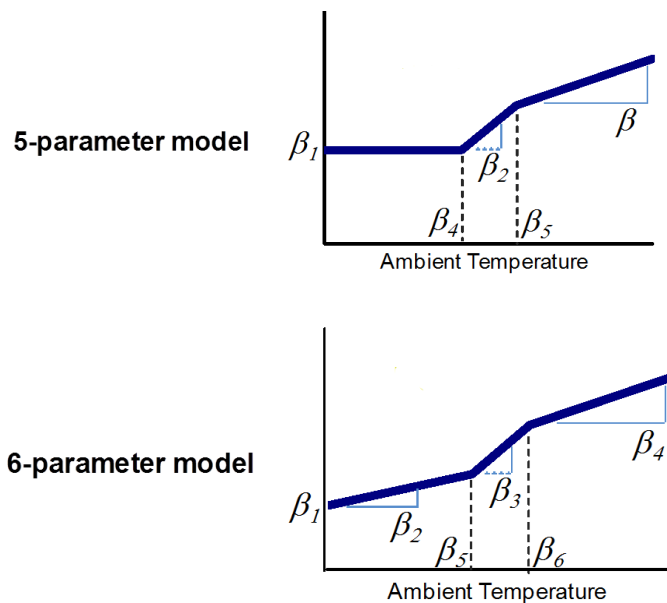 5-parameter model
β1
β2
β
β4
β5
Ambient Temperature
6-parameter model
β1
β2
β3
β4
β5
β6
Ambient Temperature